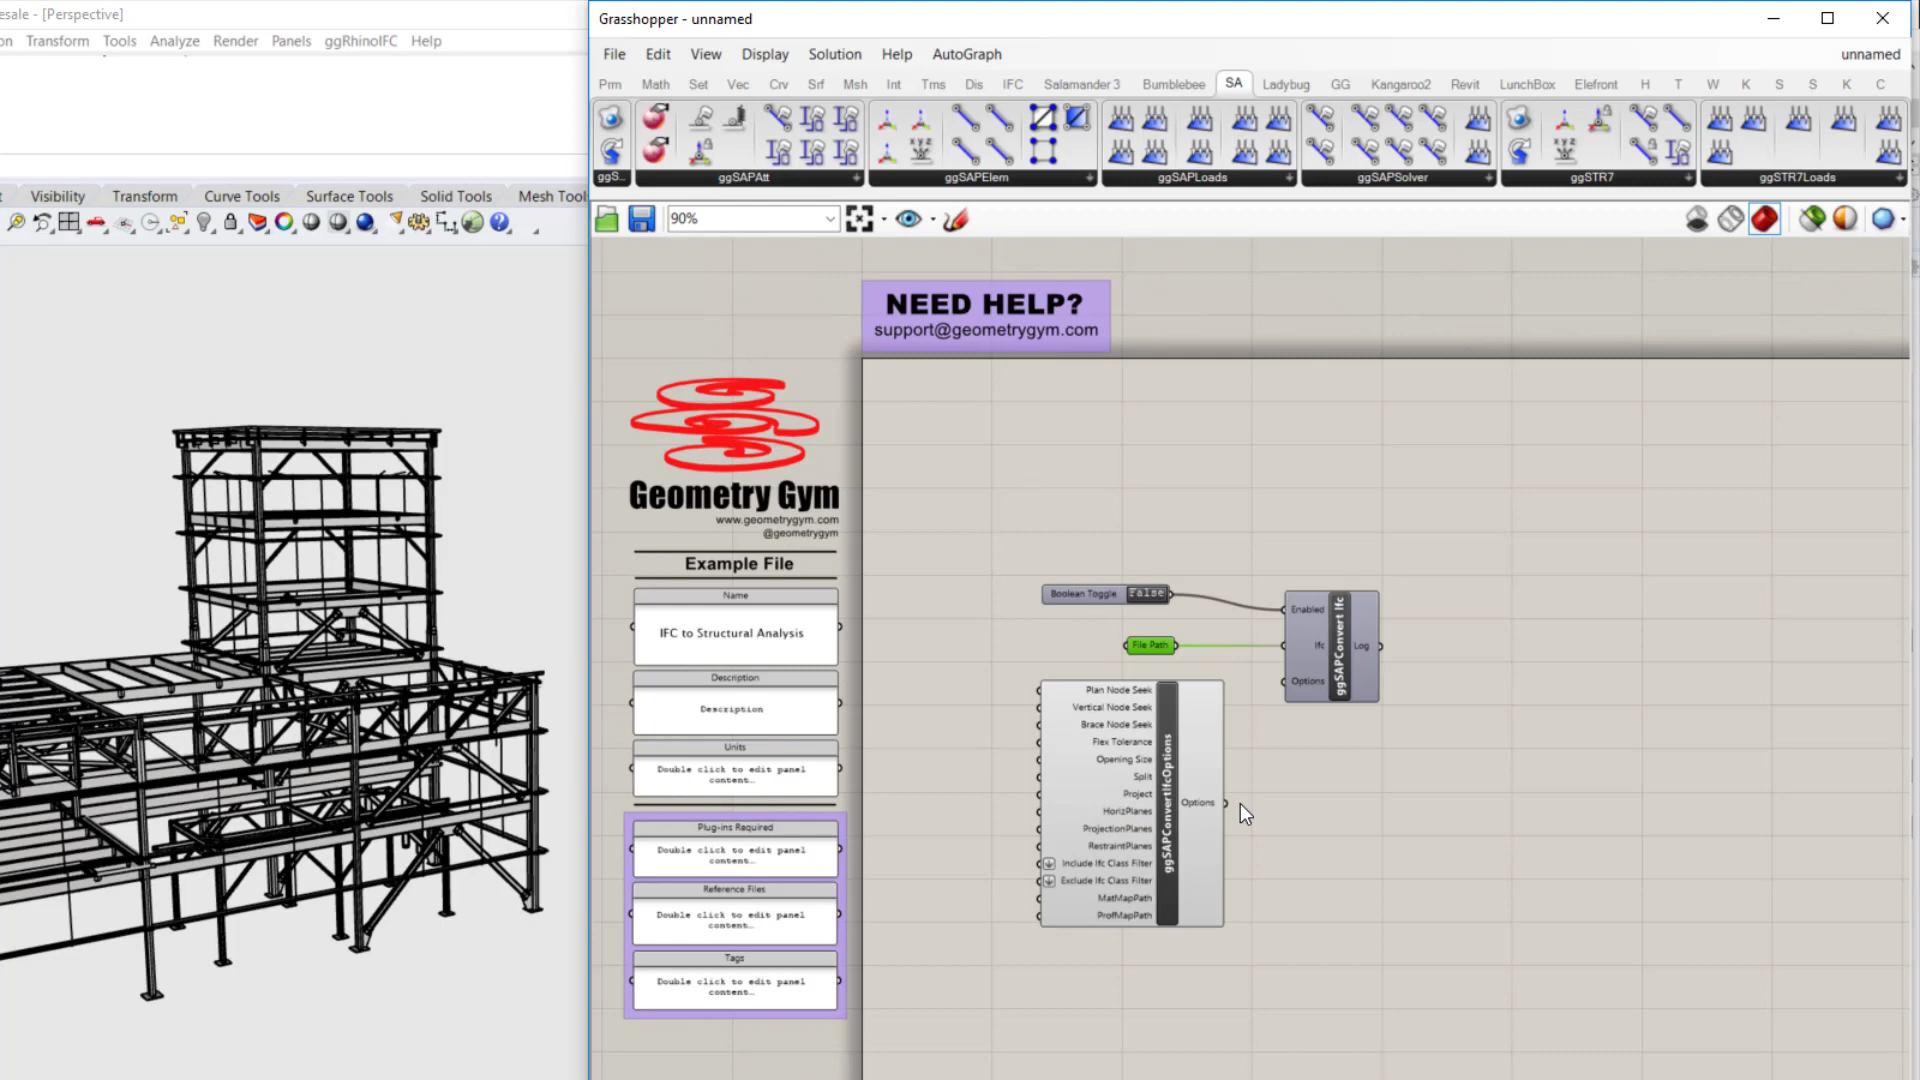 esale - [Perspective]
on Transform Tools Analyze Render Panels ggRhinoIFC Help
Visibility Transform Curve Tools Surface Tools Solid Tools Mesh Tool
Grasshopper - unnamed
File Edit View Display Solution Help AutoGraph unnamed
Prm Math Set Vec Crv Srf Msh Int Trns Dis IFC Salamander 3 Bumblebee SA Ladybug GG Kangaroo2 Revit LunchBox Elefront H T W K S S K C
ggS... ggSAPAtt ggSAPElem ggSAPLoads ggSAPSolver ggSTR7 ggSTR7Loads
90%
NEED HELP?
support@geometrygym.com
Geometry Gym
www.geometrygym.com
@geometrygym
Example File
Name
IFC to Structural Analysis
Description
Description
Units
Double click to edit panel
content…
Plug-ins Required
Double click to edit panel
content…
Reference Files
Double click to edit panel
content…
Tags
Double click to edit panel
content…
Boolean Toggle False
File Path
Enabled
Ifc
Options
ggSAPConvert Ifc
Log
Plan Node Seek
Vertical Node Seek
Brace Node Seek
Flex Tolerance
Opening Size
Split
Project
HorizPlanes
ProjectionPlanes
RestraintPlanes
Include Ifc Class Filter
Exclude Ifc Class Filter
MatMapPath
ProfMapPath
ggSAPConvertIfcOptions
Options